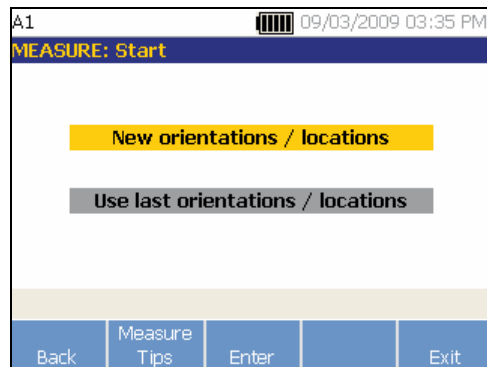 A1 09/03/2009 03:35 PM
MEASURE: Start
New orientations / locations
Use last orientations / locations
Back Measure Tips Enter Exit